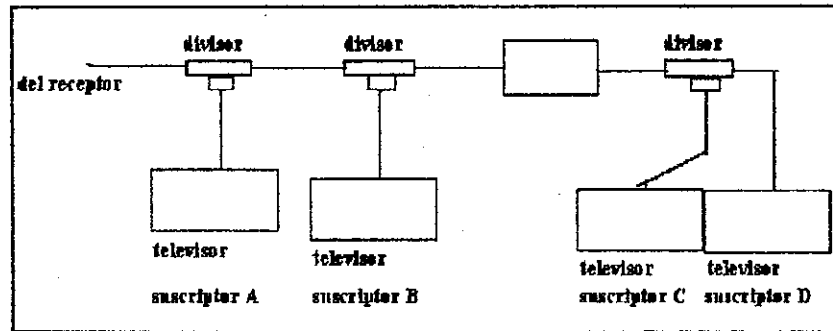 divisor
divisor
divisor
del receptor
televisor
suscriptor A
televisor
suscriptor B
televisor
suscriptor C
televisor
suscriptor D